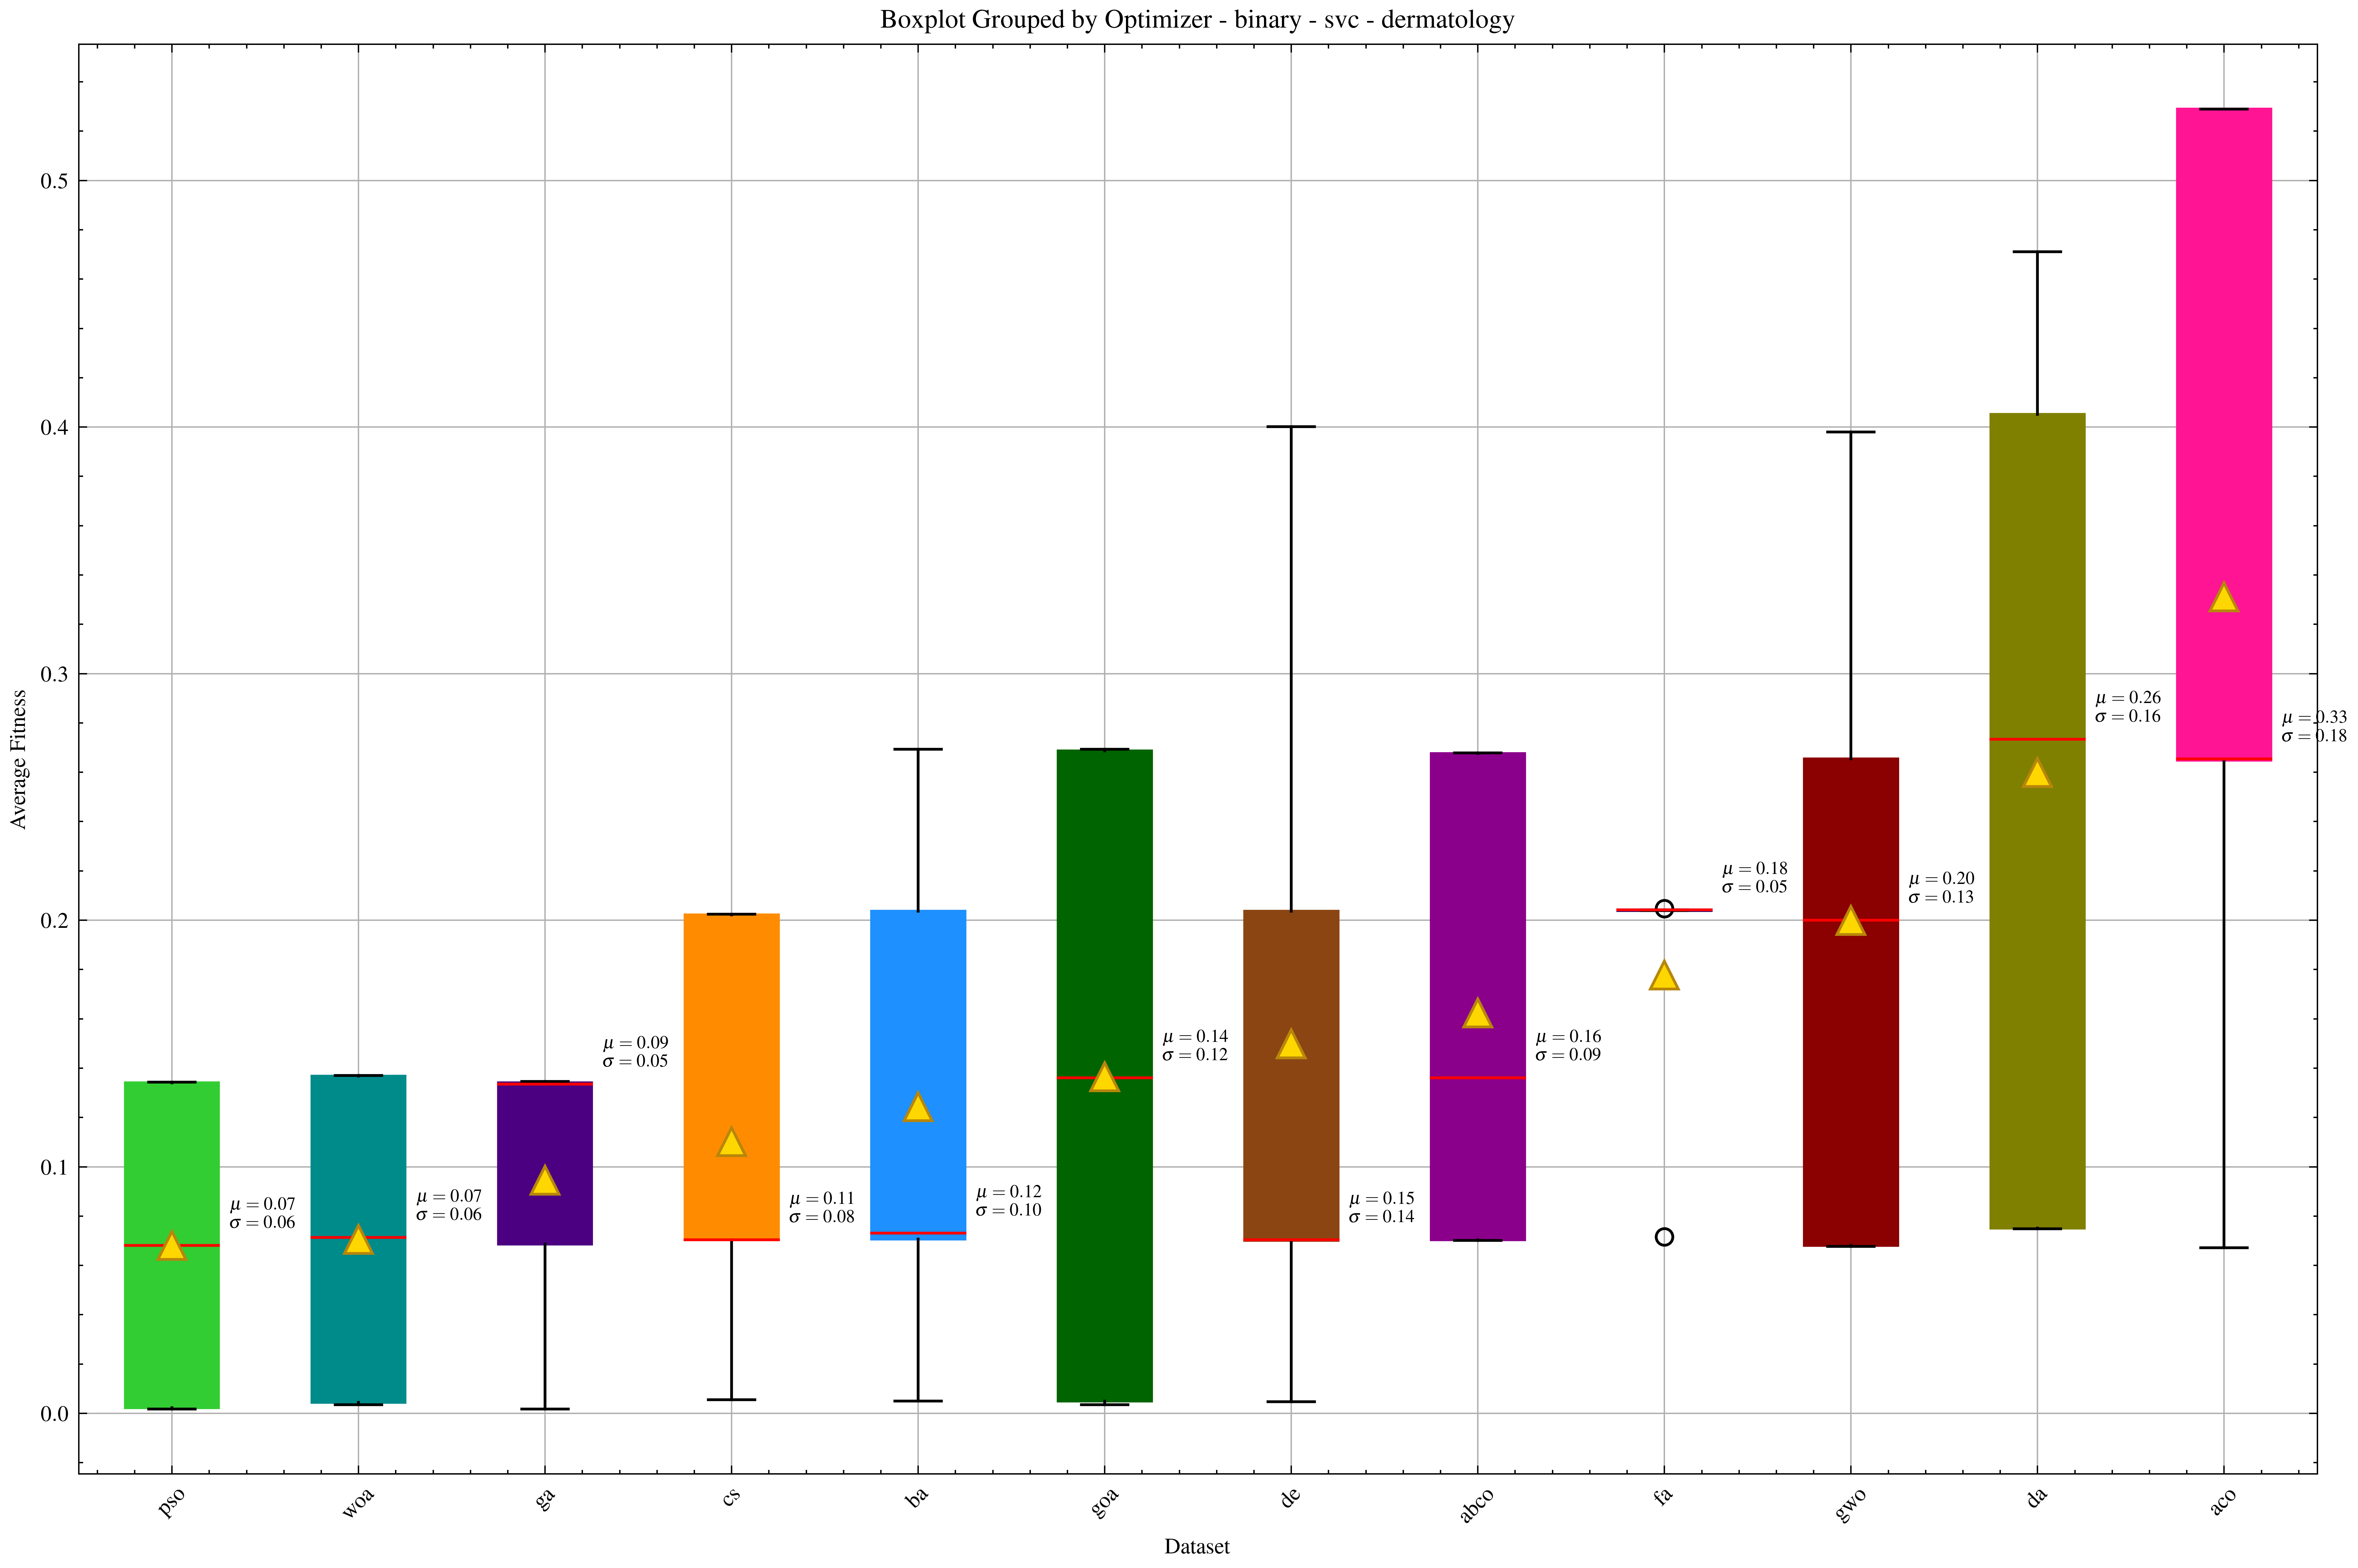 Boxplot Grouped by Optimizer - binary - svc - dermatology
Average Fitness
0.5
0.4
0.3
0.2
0.1
0.0
μ = 0.07
σ = 0.06
μ = 0.07
σ = 0.06
μ = 0.09
σ = 0.05
μ = 0.11
σ = 0.08
μ = 0.12
σ = 0.10
μ = 0.14
σ = 0.12
μ = 0.15
σ = 0.14
μ = 0.16
σ = 0.09
μ = 0.18
σ = 0.05
μ = 0.20
σ = 0.13
μ = 0.26
σ = 0.16
μ = 0.33
σ = 0.18
pso
woa
ga
cs
ba
goa
de
abco
fa
gwo
da
aco
Dataset